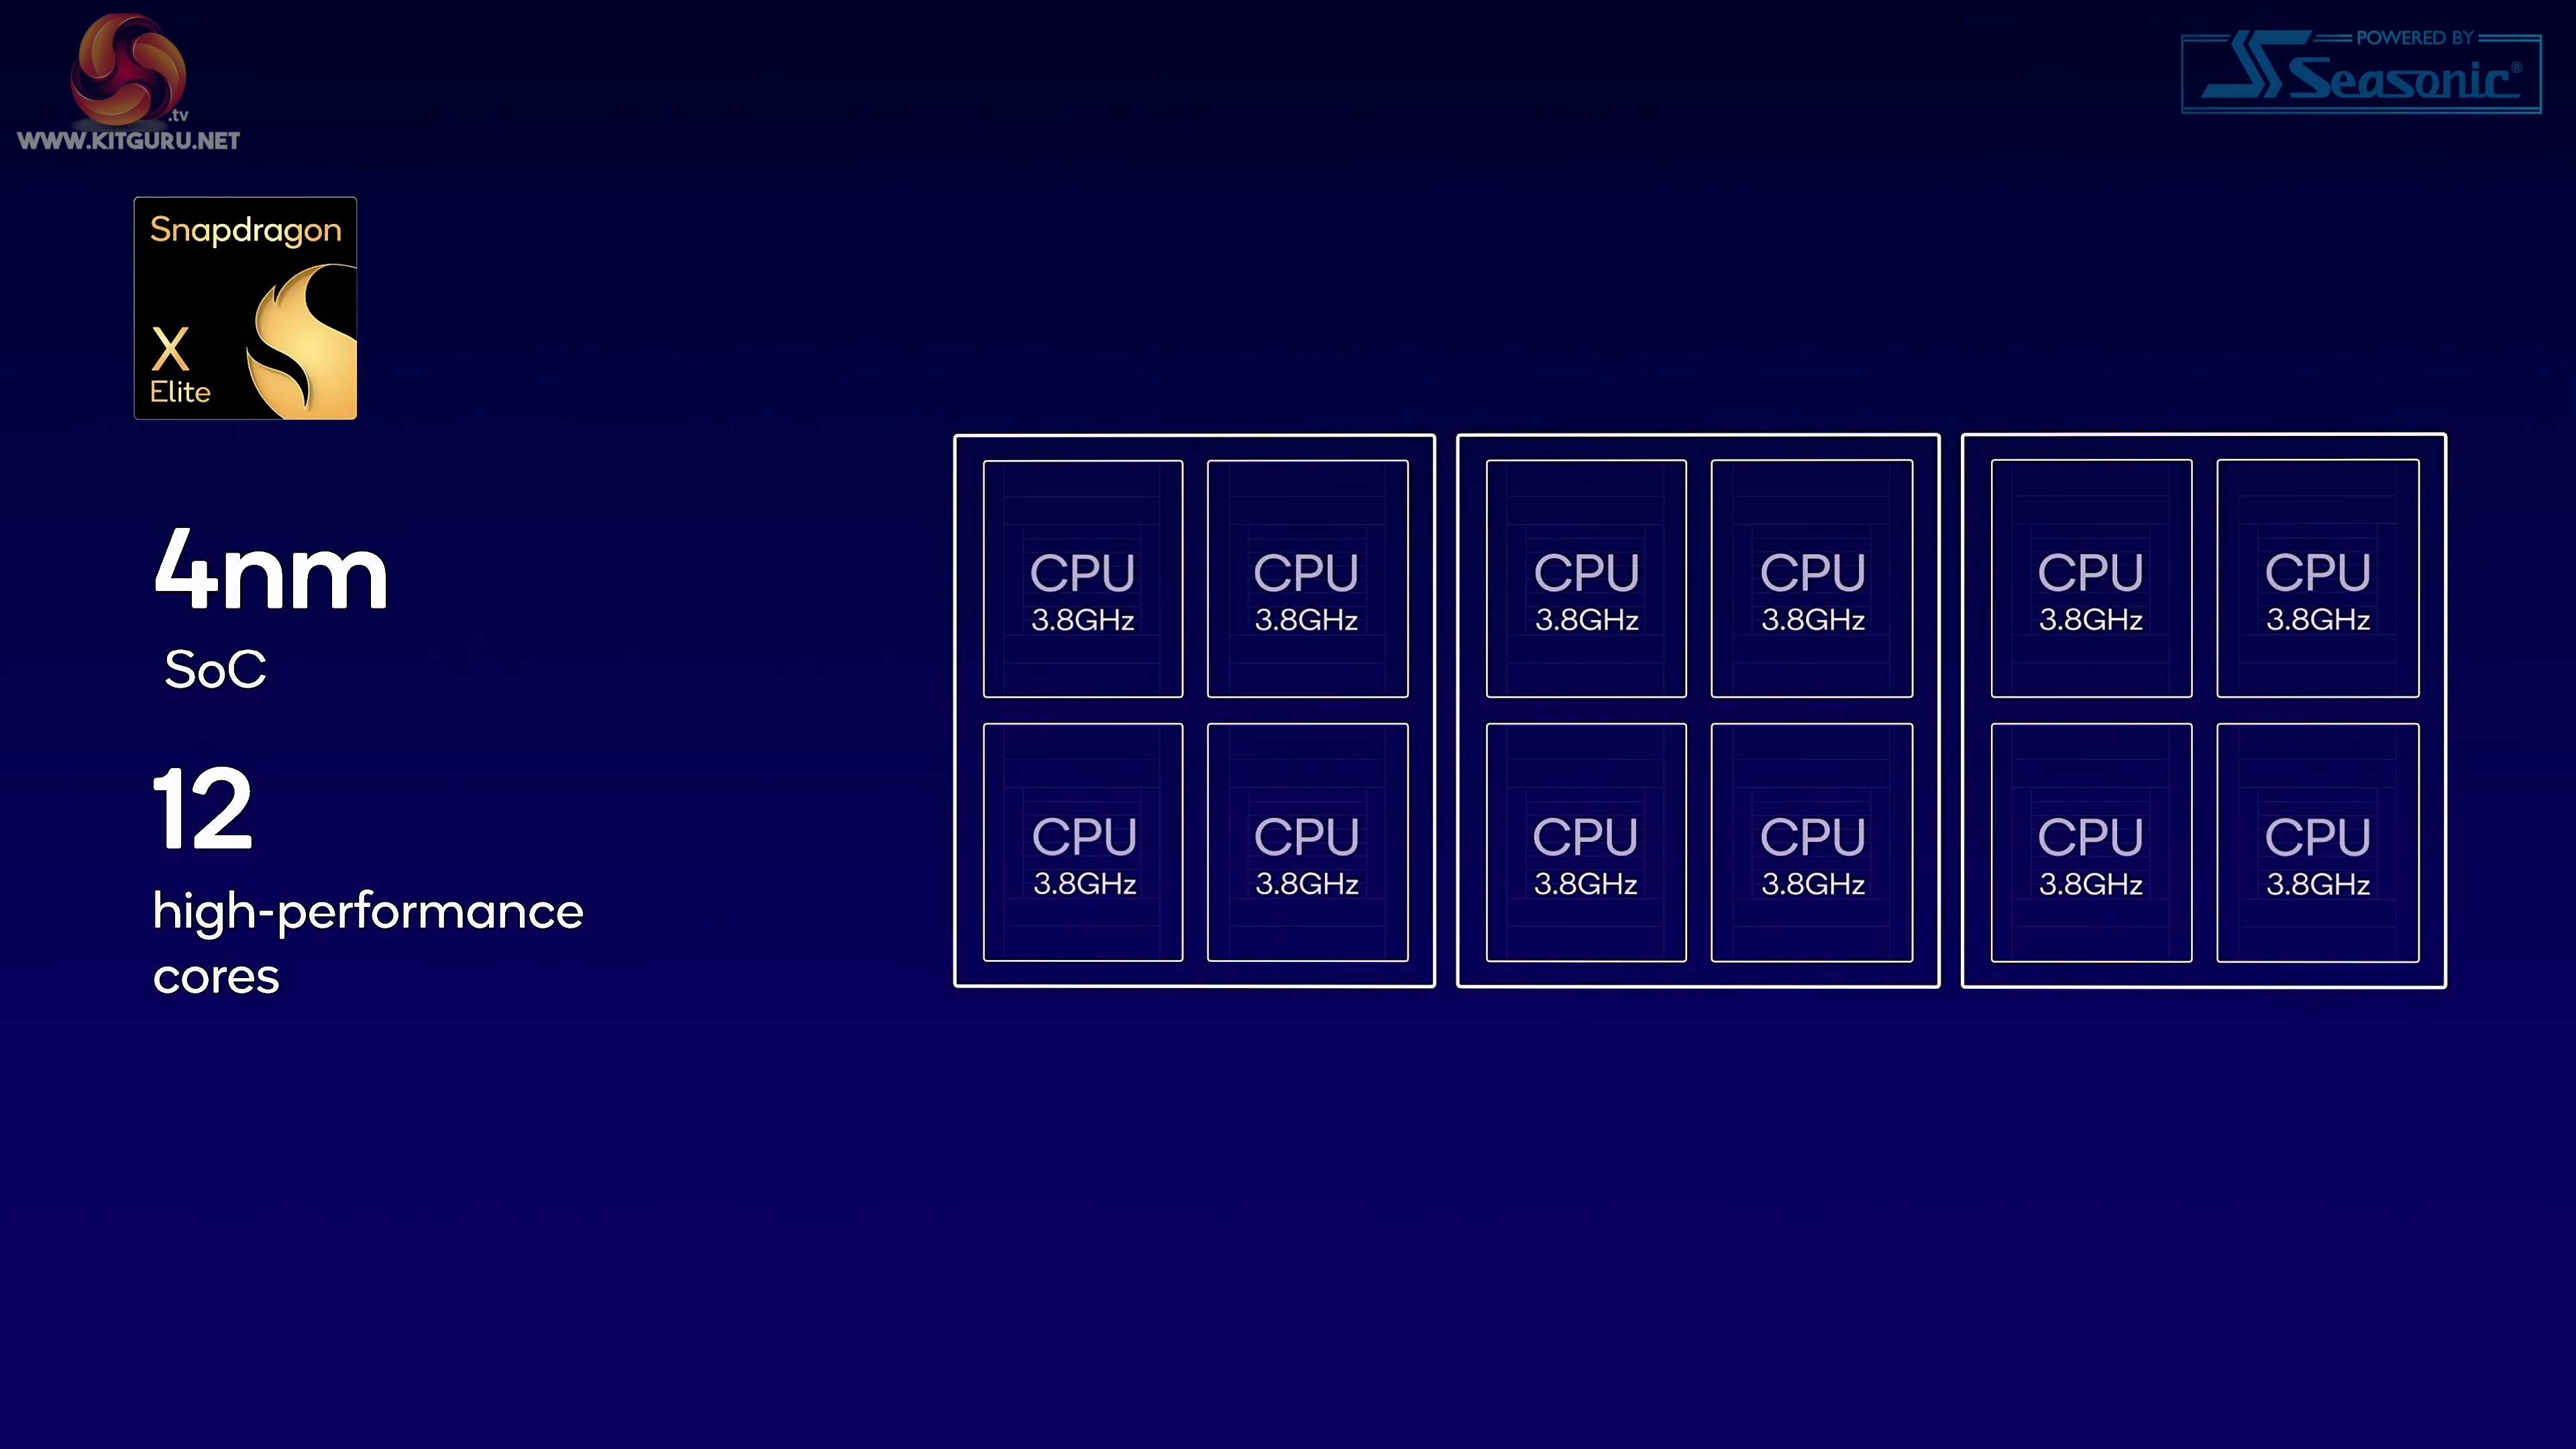 .tv
WWW.KITGURU.NET
POWERED BY
Seasonic®
Snapdragon
X
Elite
4nm
SoC
12
high-performance
cores
CPU CPU CPU CPU CPU CPU
3.8GHz 3.8GHz 3.8GHz 3.8GHz 3.8GHz 3.8GHz
CPU CPU CPU CPU CPU CPU
3.8GHz 3.8GHz 3.8GHz 3.8GHz 3.8GHz 3.8GHz